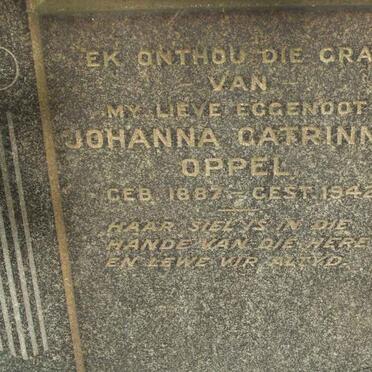 EK ONTHOU DIE GRA
VAN
MY LIEVE EGGENOOT
JOHANNA CATRINN
OPPEL
GEB. 1887 - GEST. 1942
HAAR SIEL IS IN DIE
HANDE VAN DIE HERE
EN LEWE VIR ALTYD.